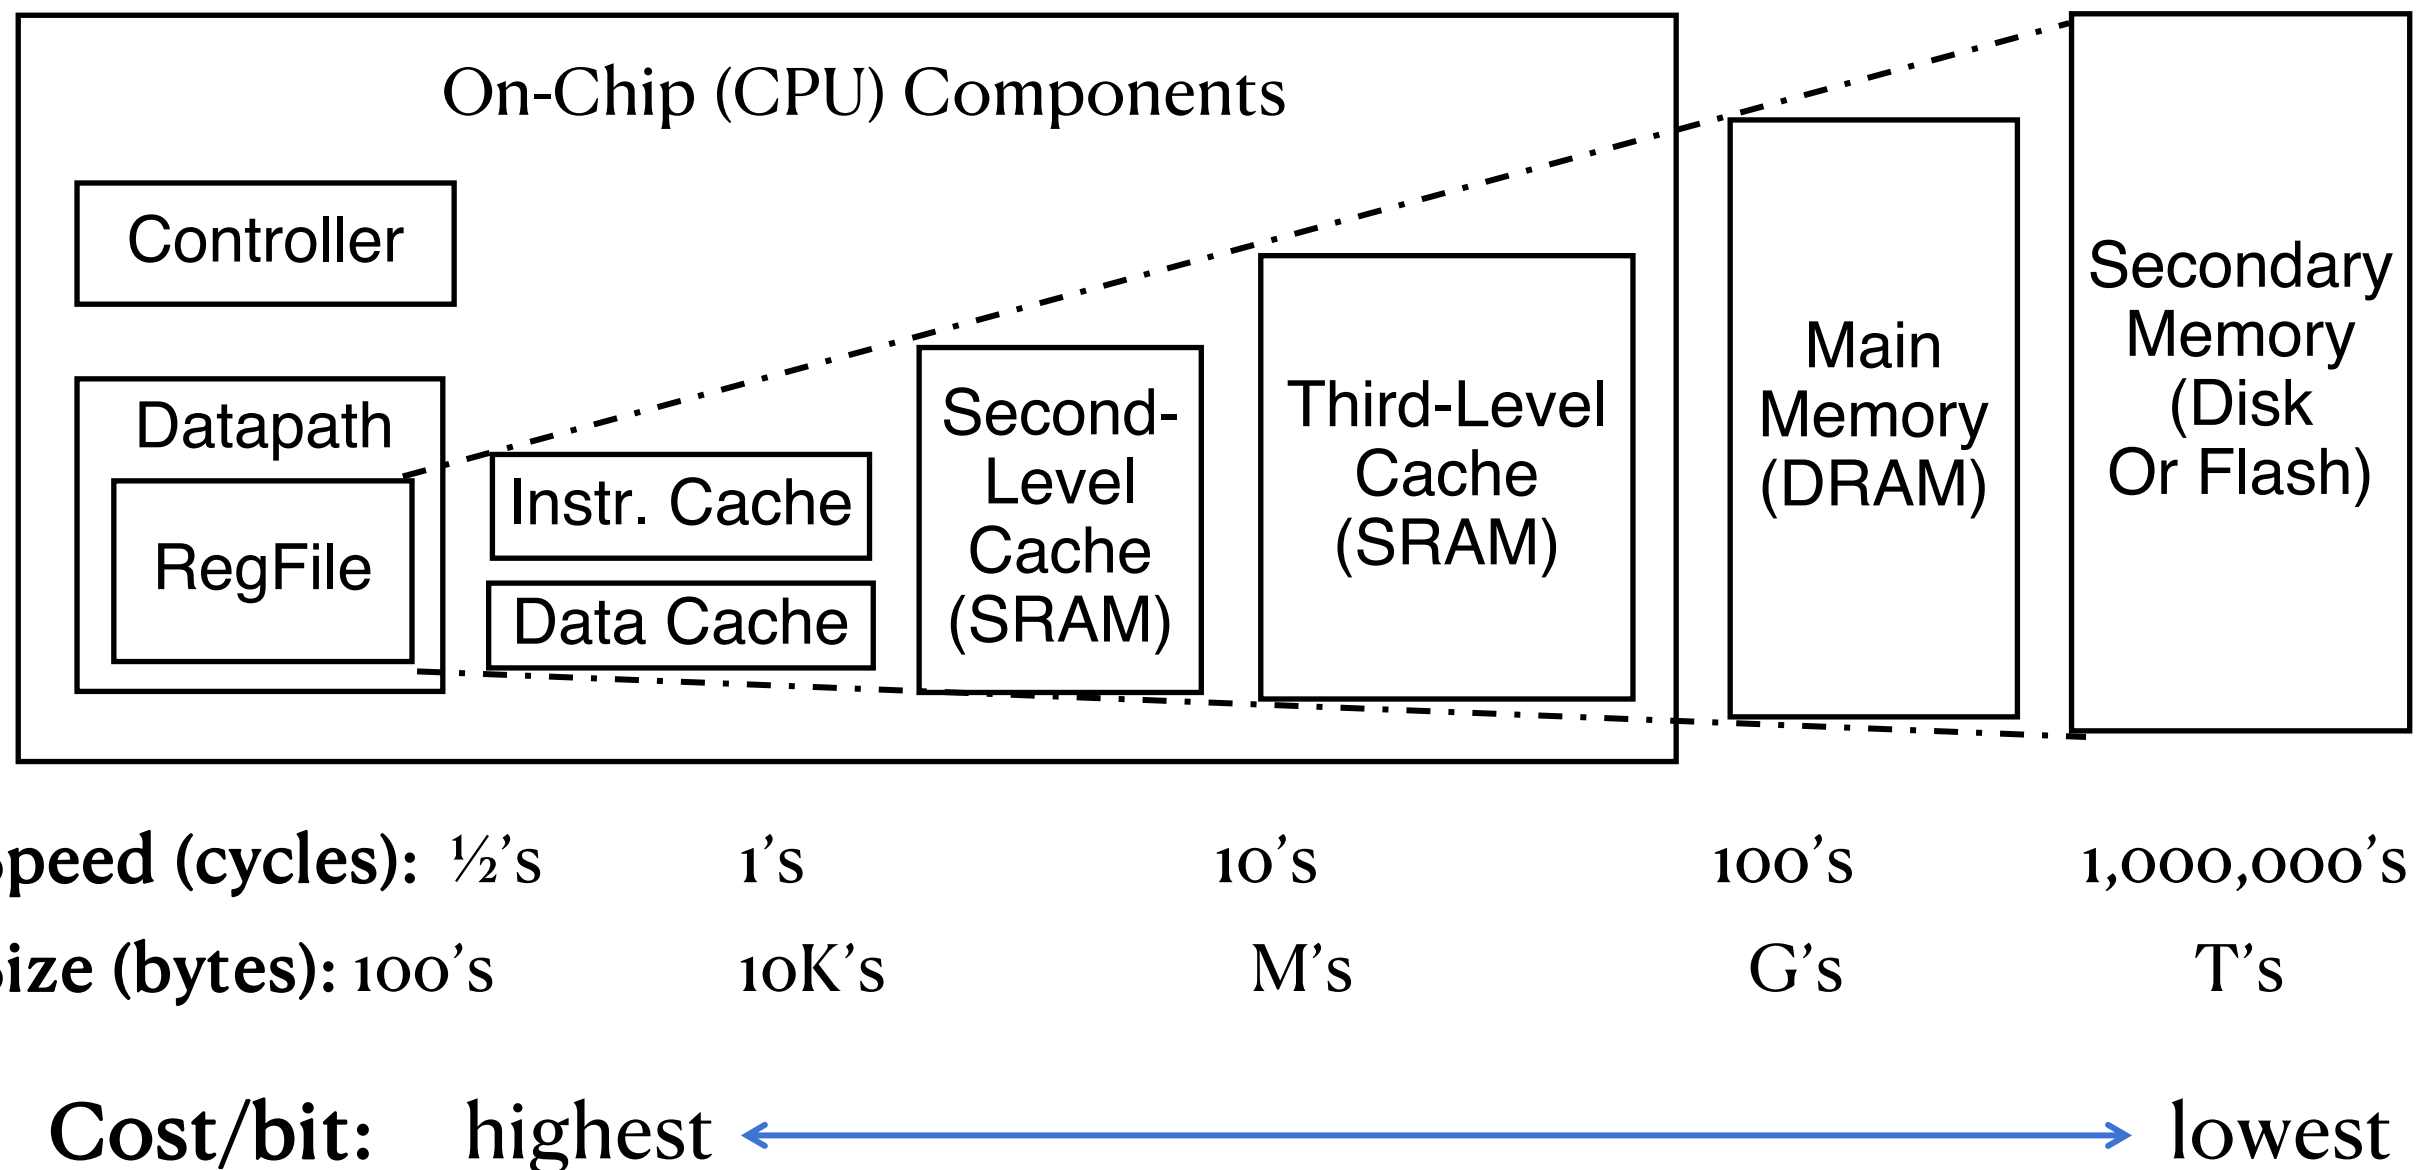 On-Chip (CPU) Components
Controller
Datapath
RegFile
Instr. Cache
Data Cache
Second-
Level
Cache
(SRAM)
Third-Level
Cache
(SRAM)
Main
Memory
(DRAM)
Secondary
Memory
(Disk
Or Flash)
Speed (cycles): ½'s 1's 10's 100's 1,000,000's
Size (bytes): 100's 10K's M's G's T's
Cost/bit: highest lowest